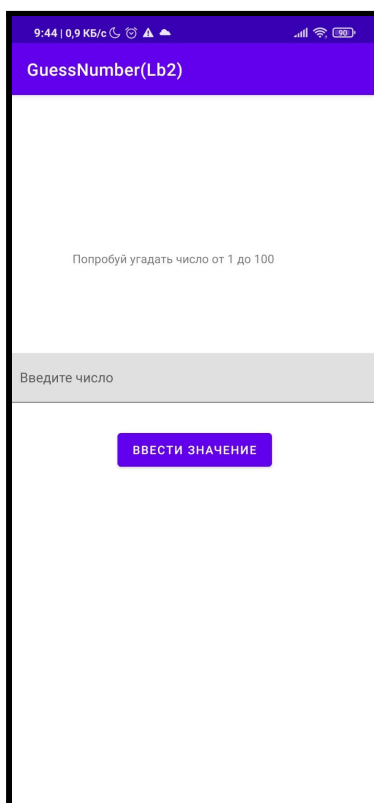 9:44 | 0,9 КБ/с
90
GuessNumber(Lb2)
Попробуй угадать число от 1 до 100
Введите число
ВВЕСТИ ЗНАЧЕНИЕ